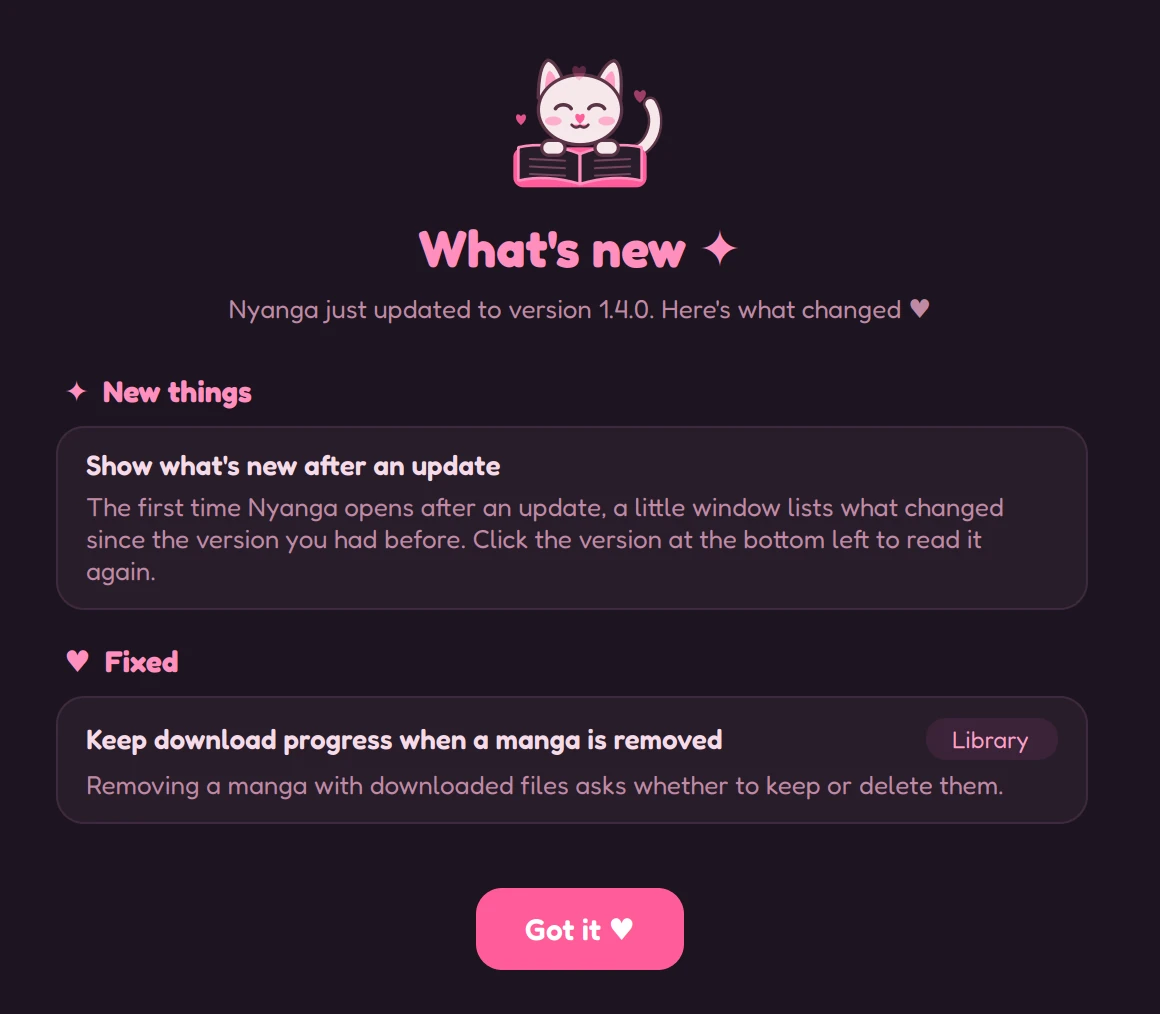 What's new ✦
Nyanga just updated to version 1.4.0. Here's what changed ♥
✦ New things
Show what's new after an update
The first time Nyanga opens after an update, a little window lists what changed
since the version you had before. Click the version at the bottom left to read it
again.
♥ Fixed
Keep download progress when a manga is removed
Library
Removing a manga with downloaded files asks whether to keep or delete them.
Got it ♥